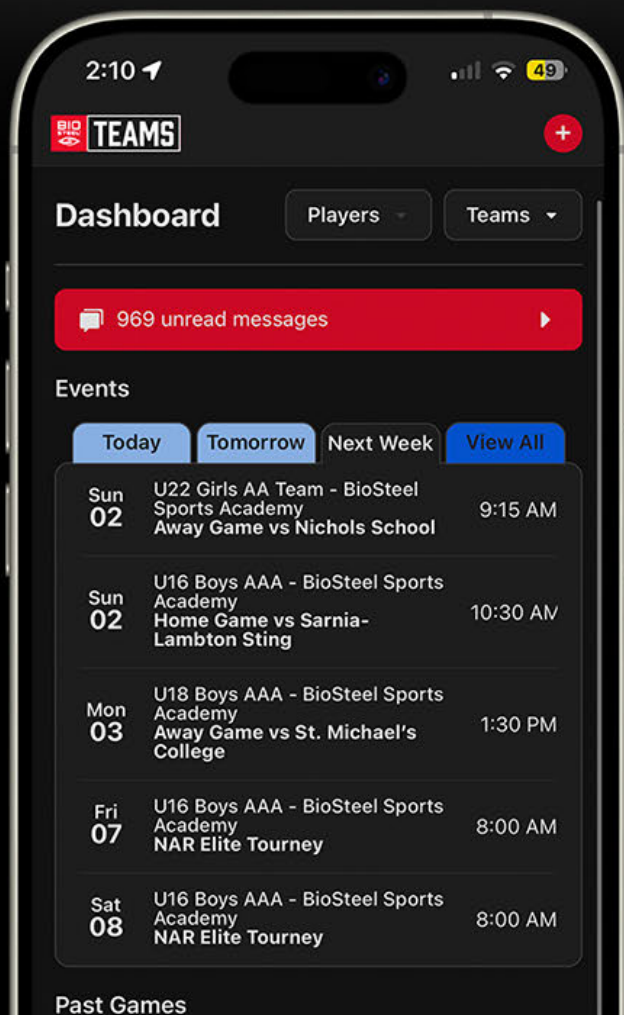 2:10
49
BIO
STEEL
TEAMS
+
Dashboard
Players
Teams
969 unread messages
Events
Today
Tomorrow
Next Week
View All
Sun
02
U22 Girls AA Team - BioSteel
Sports Academy
Away Game vs Nichols School
9:15 AM
Sun
02
U16 Boys AAA - BioSteel Sports
Academy
Home Game vs Sarnia-
Lambton Sting
10:30 AM
Mon
03
U18 Boys AAA - BioSteel Sports
Academy
Away Game vs St. Michael's
College
1:30 PM
Fri
07
U16 Boys AAA - BioSteel Sports
Academy
NAR Elite Tourney
8:00 AM
Sat
08
U16 Boys AAA - BioSteel Sports
Academy
NAR Elite Tourney
8:00 AM
Past Games